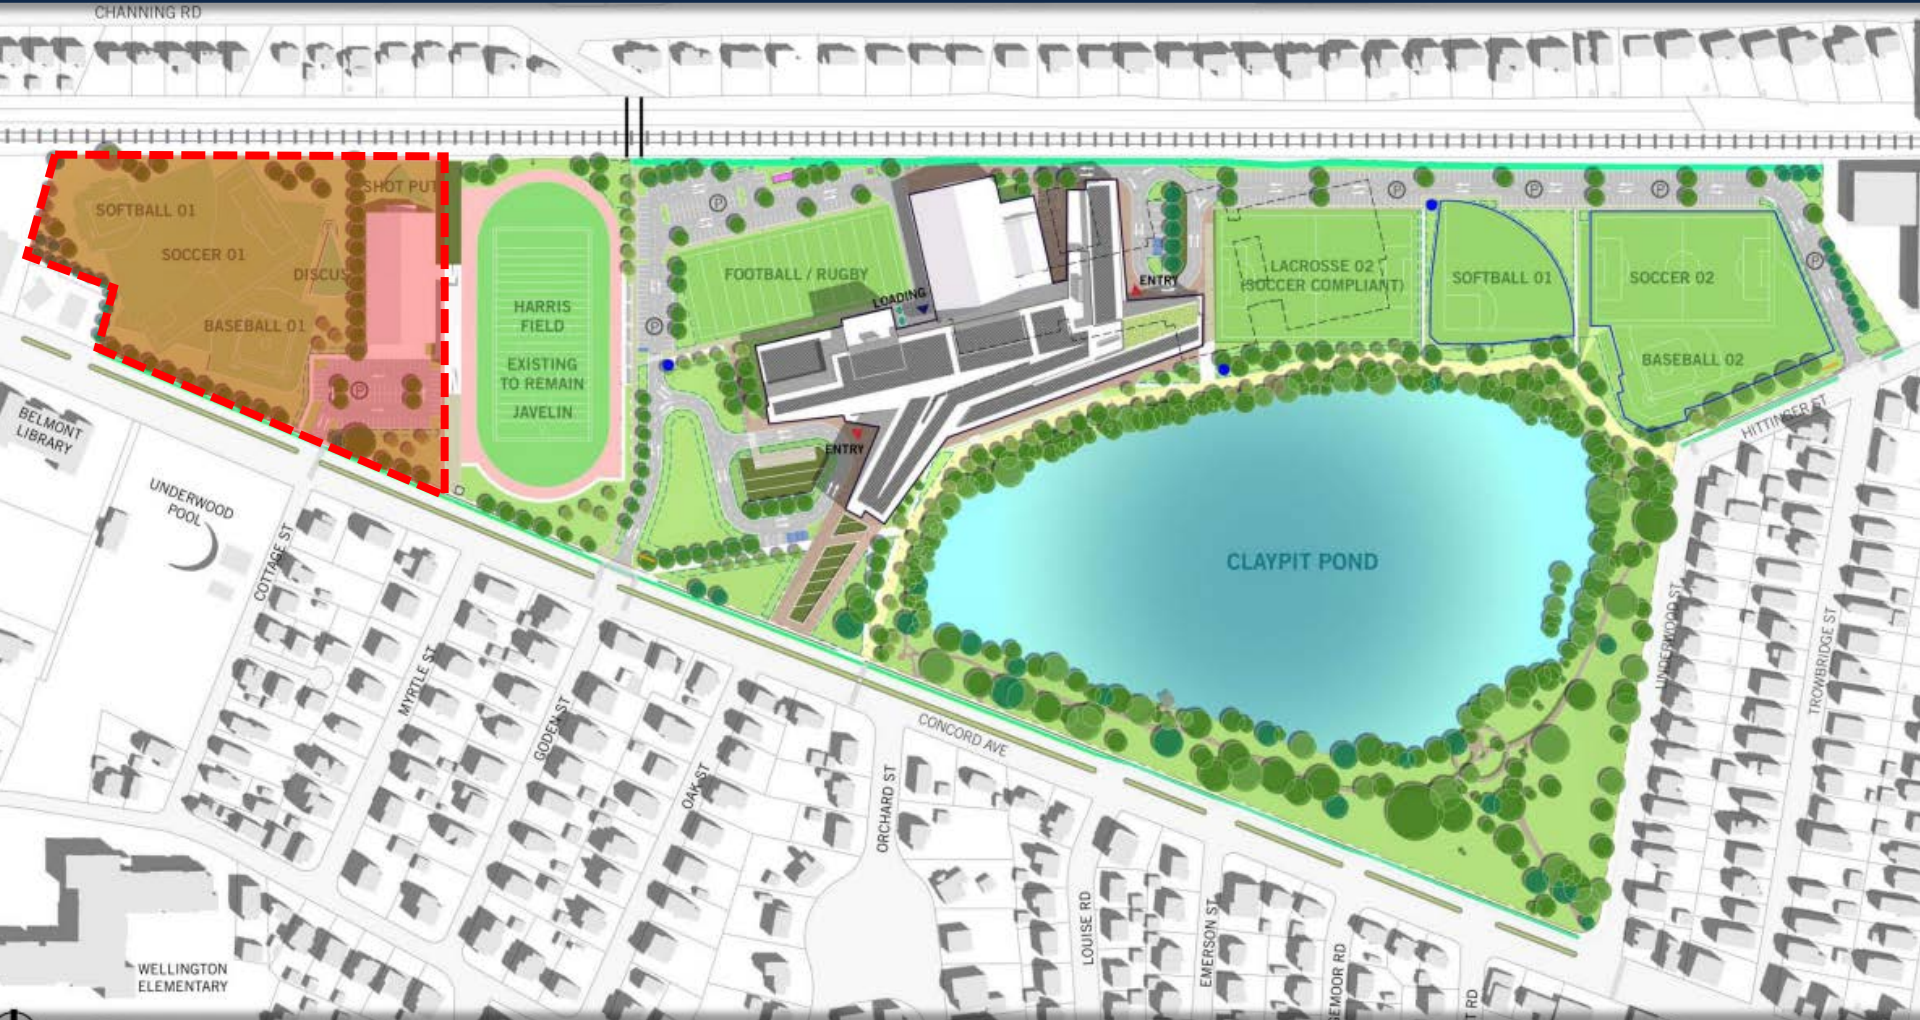 CHANNING RD
SHOT PUT
SOFTBALL 01
SOCCER 01
DISCUS
BASEBALL 01
P
HARRIS
FIELD
EXISTING
TO REMAIN
JAVELIN
P
P
FOOTBALL / RUGBY
LOADING
ENTRY
ENTRY
P
P
P
P
LACROSSE 02
(SOCCER COMPLIANT)
SOFTBALL 01
SOCCER 02
BASEBALL 02
HITTINGER ST
CLAYPIT POND
BELMONT
LIBRARY
UNDERWOOD
POOL
COTTAGE ST
MYRTLE ST
GODEN ST
OAK ST
ORCHARD ST
CONCORD AVE
LOUISE RD
EMERSON ST
GEMOOR RD
T RD
UNDERWOOD ST
TROWBRIDGE ST
WELLINGTON
ELEMENTARY